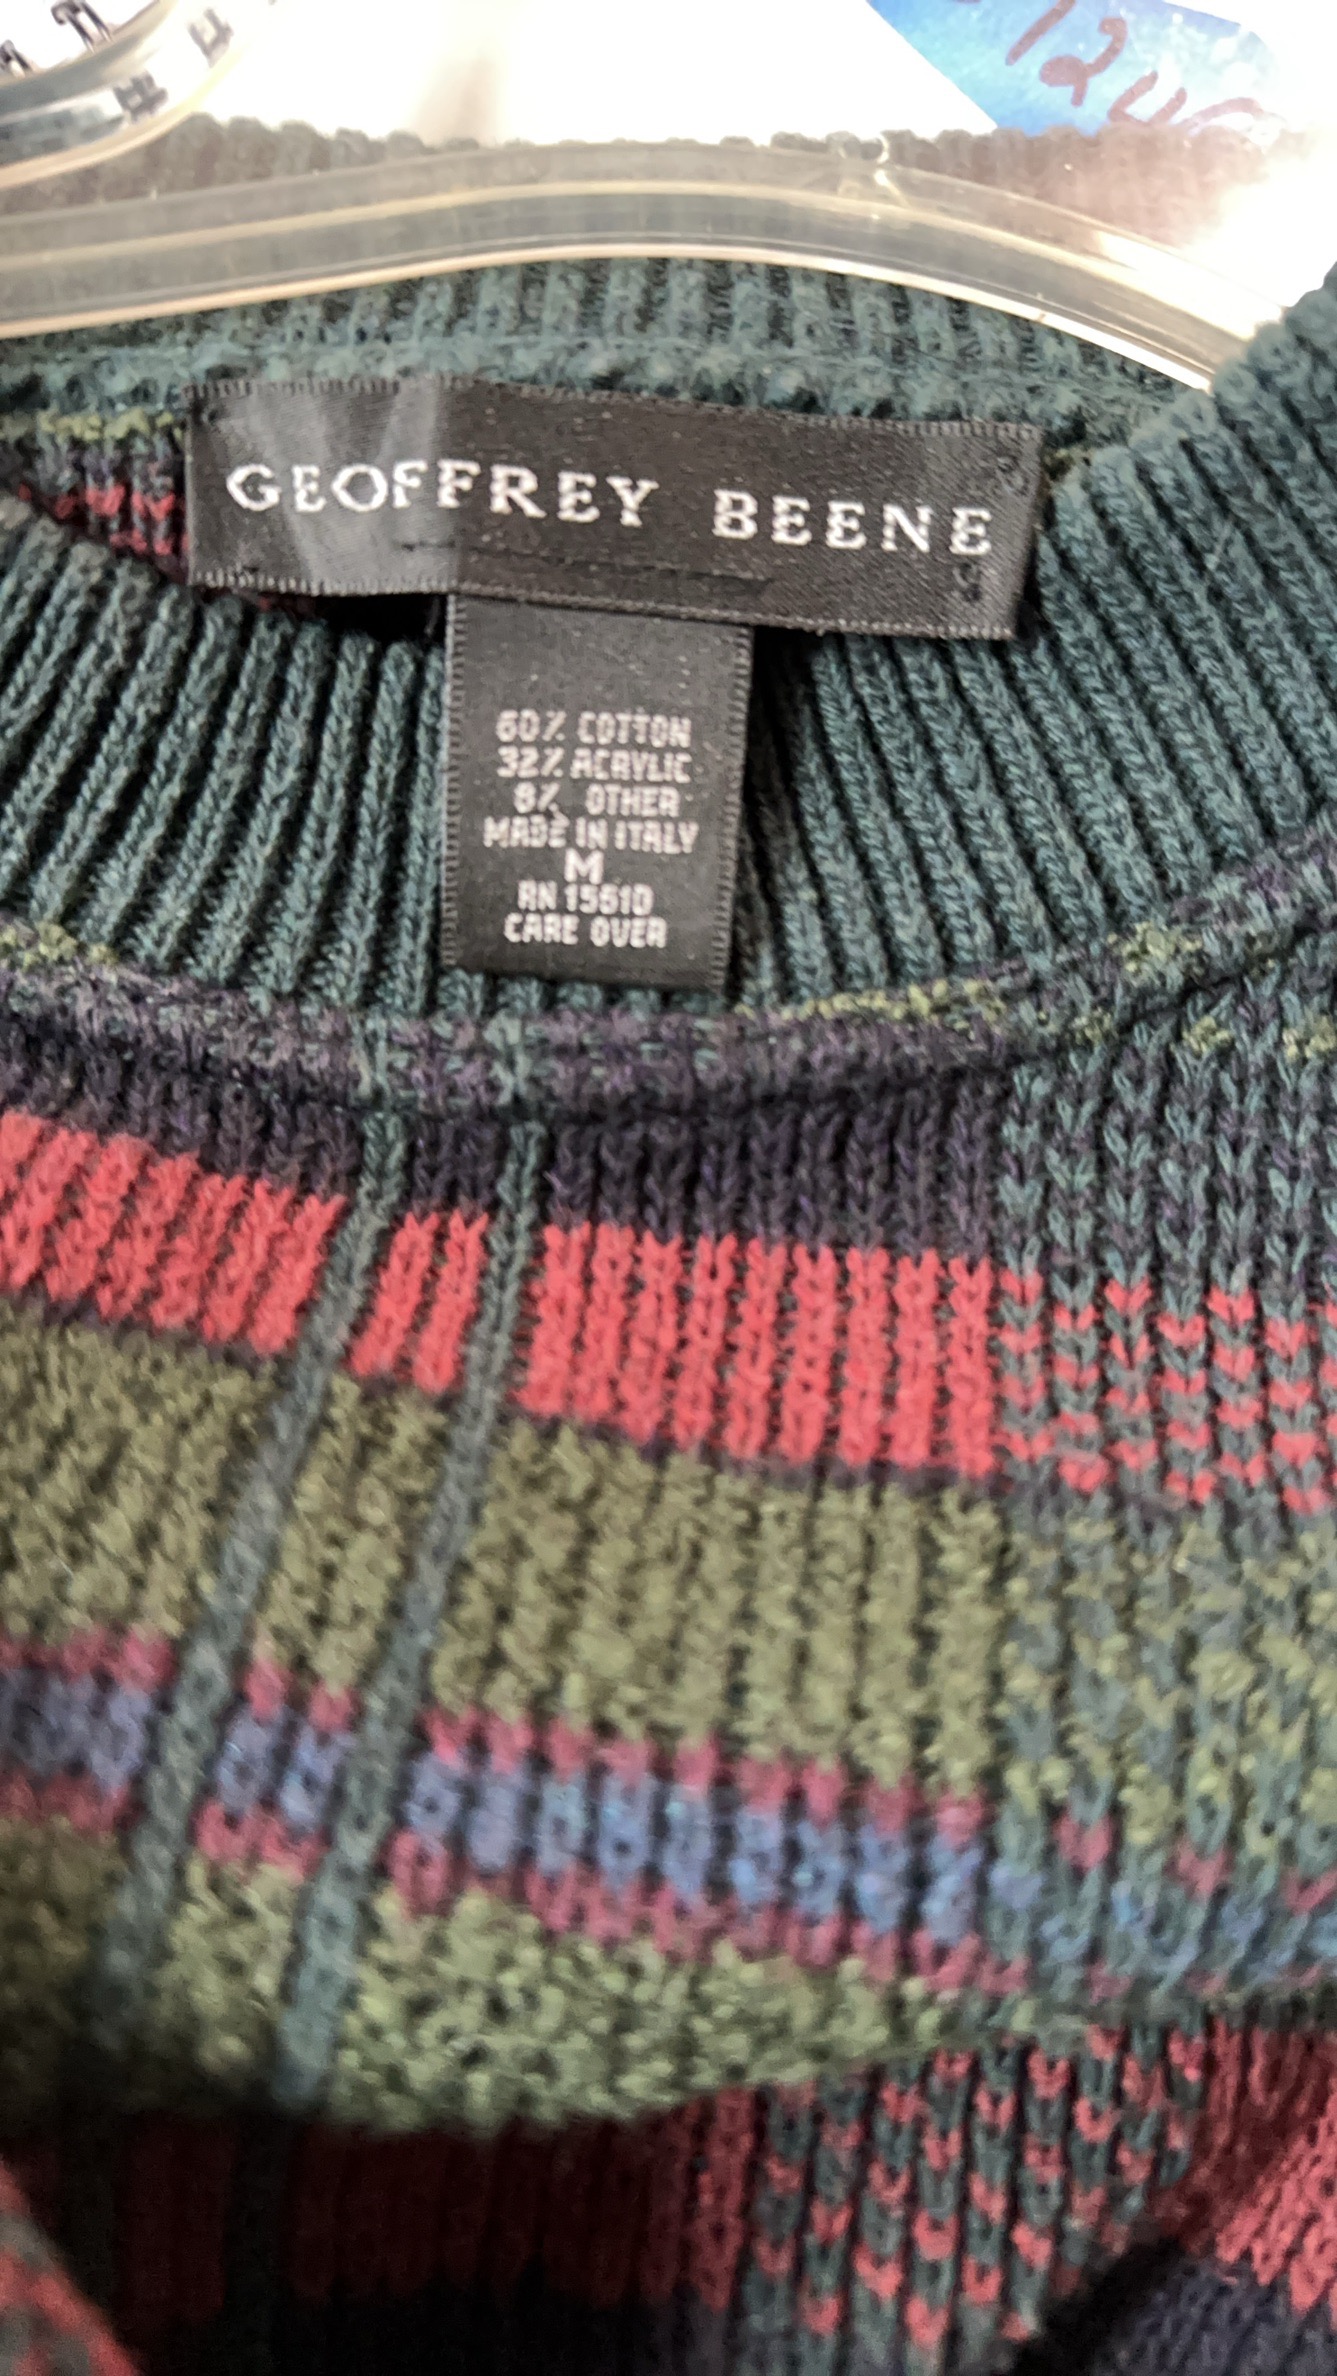 GEOFFREY BEENE
60% COTTON
32% ACRYLIC
8% OTHER
MADE IN ITALY
M
RN 15610
CARE OVER